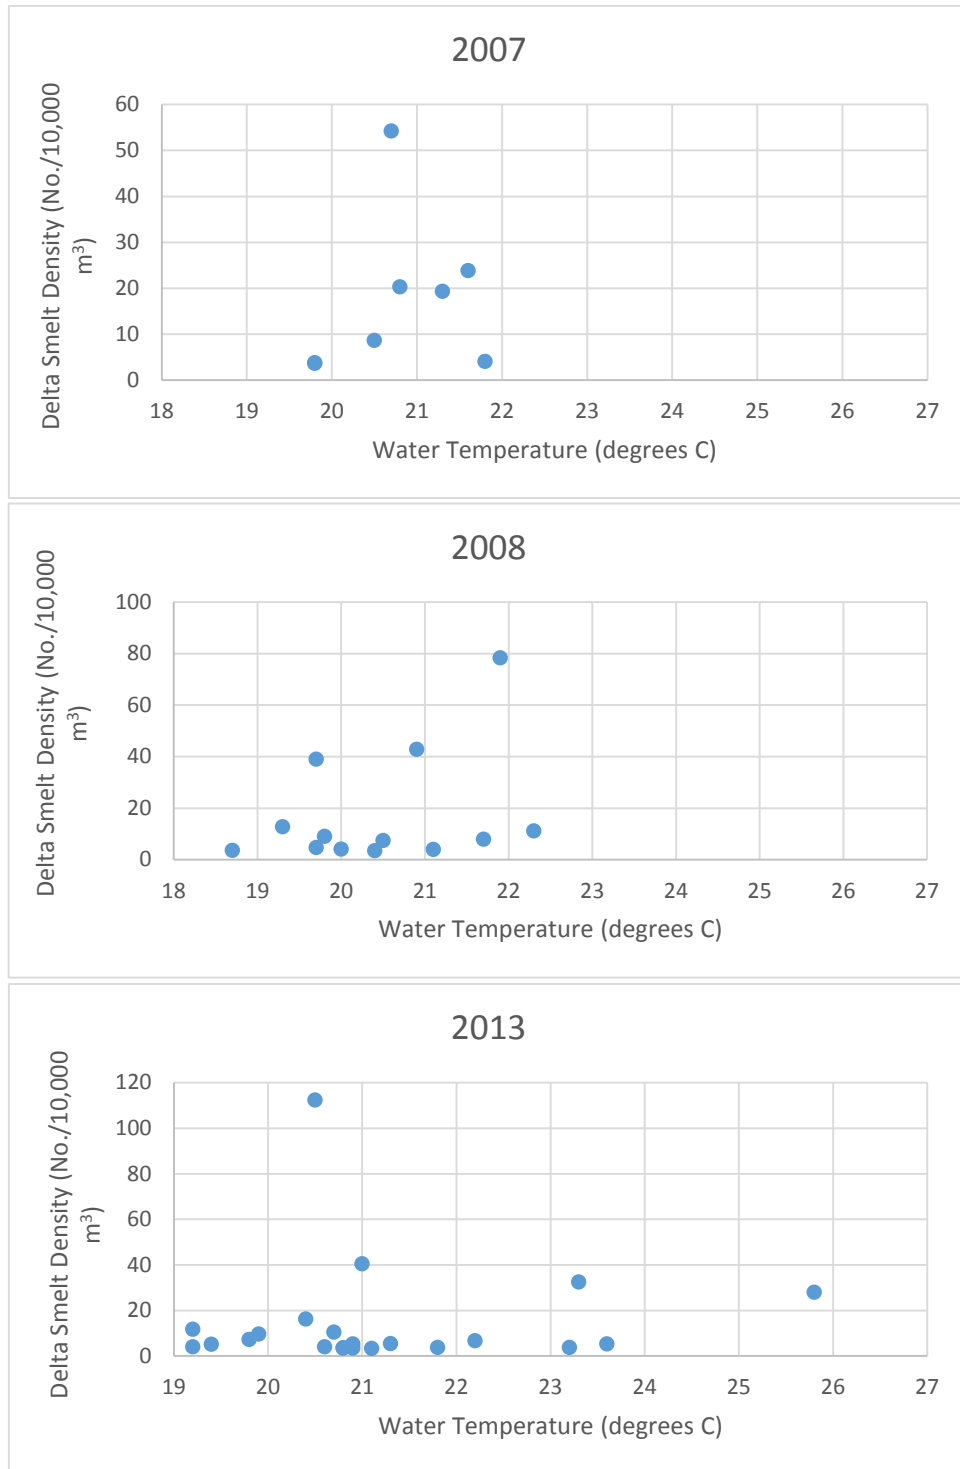 2007
Delta Smelt Density (No./10,000
m³)
60
50
40
30
20
10
0
18 19 20 21 22 23 24 25 26 27
Water Temperature (degrees C)
2008
Delta Smelt Density (No./10,000
m³)
100
80
60
40
20
0
18 19 20 21 22 23 24 25 26 27
Water Temperature (degrees C)
2013
Delta Smelt Density (No./10,000
m³)
120
100
80
60
40
20
0
19 20 21 22 23 24 25 26 27
Water Temperature (degrees C)